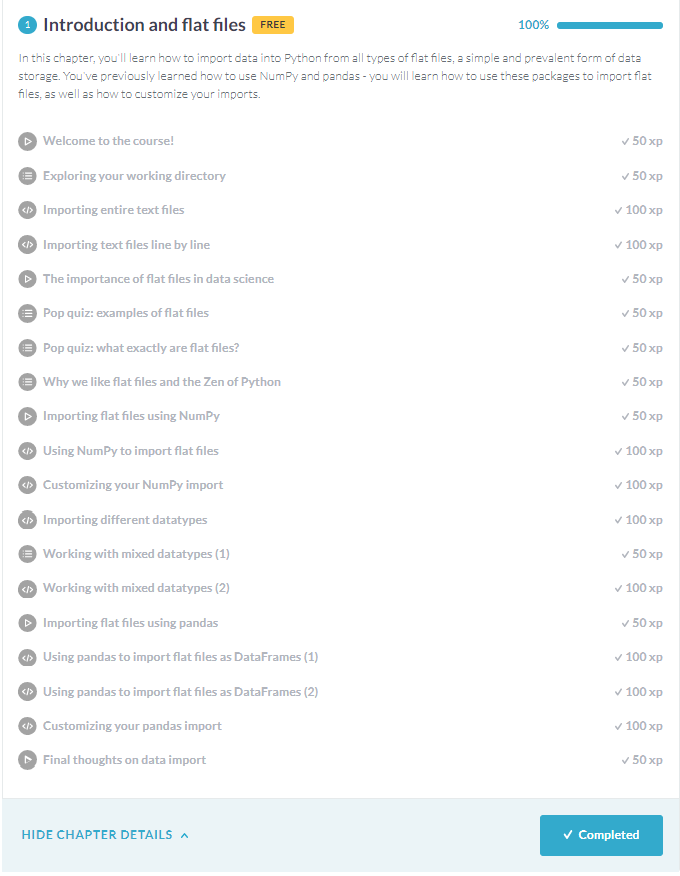 1 Introduction and flat files FREE 100%
In this chapter, you'll learn how to import data into Python from all types of flat files, a simple and prevalent form of data
storage. You've previously learned how to use NumPy and pandas - you will learn how to use these packages to import flat
files, as well as how to customize your imports.
Welcome to the course! ✓ 50 xp
Exploring your working directory ✓ 50 xp
Importing entire text files ✓ 100 xp
Importing text files line by line ✓ 100 xp
The importance of flat files in data science ✓ 50 xp
Pop quiz: examples of flat files ✓ 50 xp
Pop quiz: what exactly are flat files? ✓ 50 xp
Why we like flat files and the Zen of Python ✓ 50 xp
Importing flat files using NumPy ✓ 50 xp
Using NumPy to import flat files ✓ 100 xp
Customizing your NumPy import ✓ 100 xp
Importing different datatypes ✓ 100 xp
Working with mixed datatypes (1) ✓ 50 xp
Working with mixed datatypes (2) ✓ 100 xp
Importing flat files using pandas ✓ 50 xp
Using pandas to import flat files as DataFrames (1) ✓ 100 xp
Using pandas to import flat files as DataFrames (2) ✓ 100 xp
Customizing your pandas import ✓ 100 xp
Final thoughts on data import ✓ 50 xp
HIDE CHAPTER DETAILS ✓ Completed